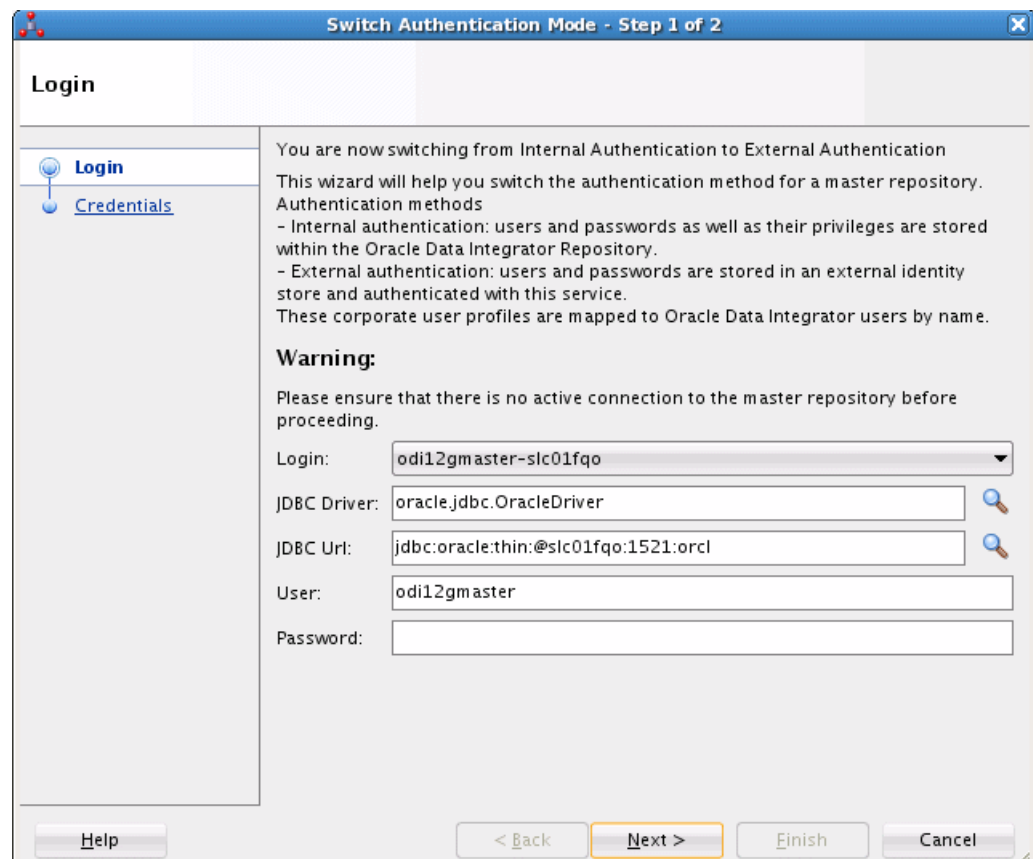 Switch Authentication Mode - Step 1 of 2
Login
Login
Credentials
You are now switching from Internal Authentication to External Authentication
This wizard will help you switch the authentication method for a master repository.
Authentication methods
- Internal authentication: users and passwords as well as their privileges are stored
within the Oracle Data Integrator Repository.
- External authentication: users and passwords are stored in an external identity
store and authenticated with this service.
These corporate user profiles are mapped to Oracle Data Integrator users by name.
Warning:
Please ensure that there is no active connection to the master repository before
proceeding.
Login: odi12gmaster-slc01fqo
JDBC Driver: oracle.jdbc.OracleDriver
JDBC Url: jdbc:oracle:thin:@slc01fqo:1521:orcl
User: odi12gmaster
Password:
Help < Back Next > Finish Cancel